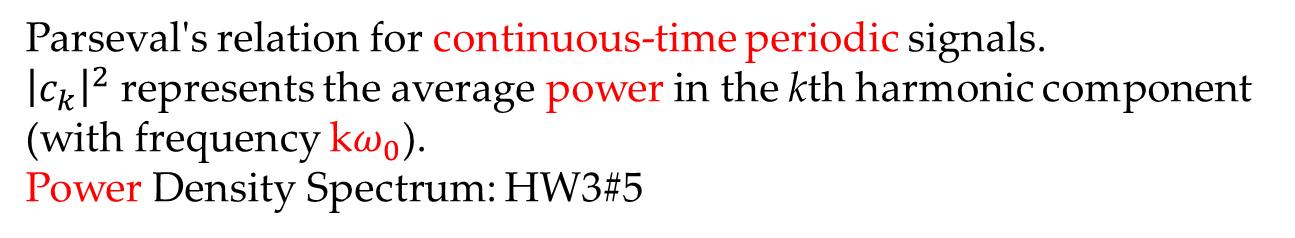 Parseval's relation for continuous-time periodic signals.
|c_k|² represents the average power in the kth harmonic component
(with frequency kω₀).
Power Density Spectrum: HW3#5